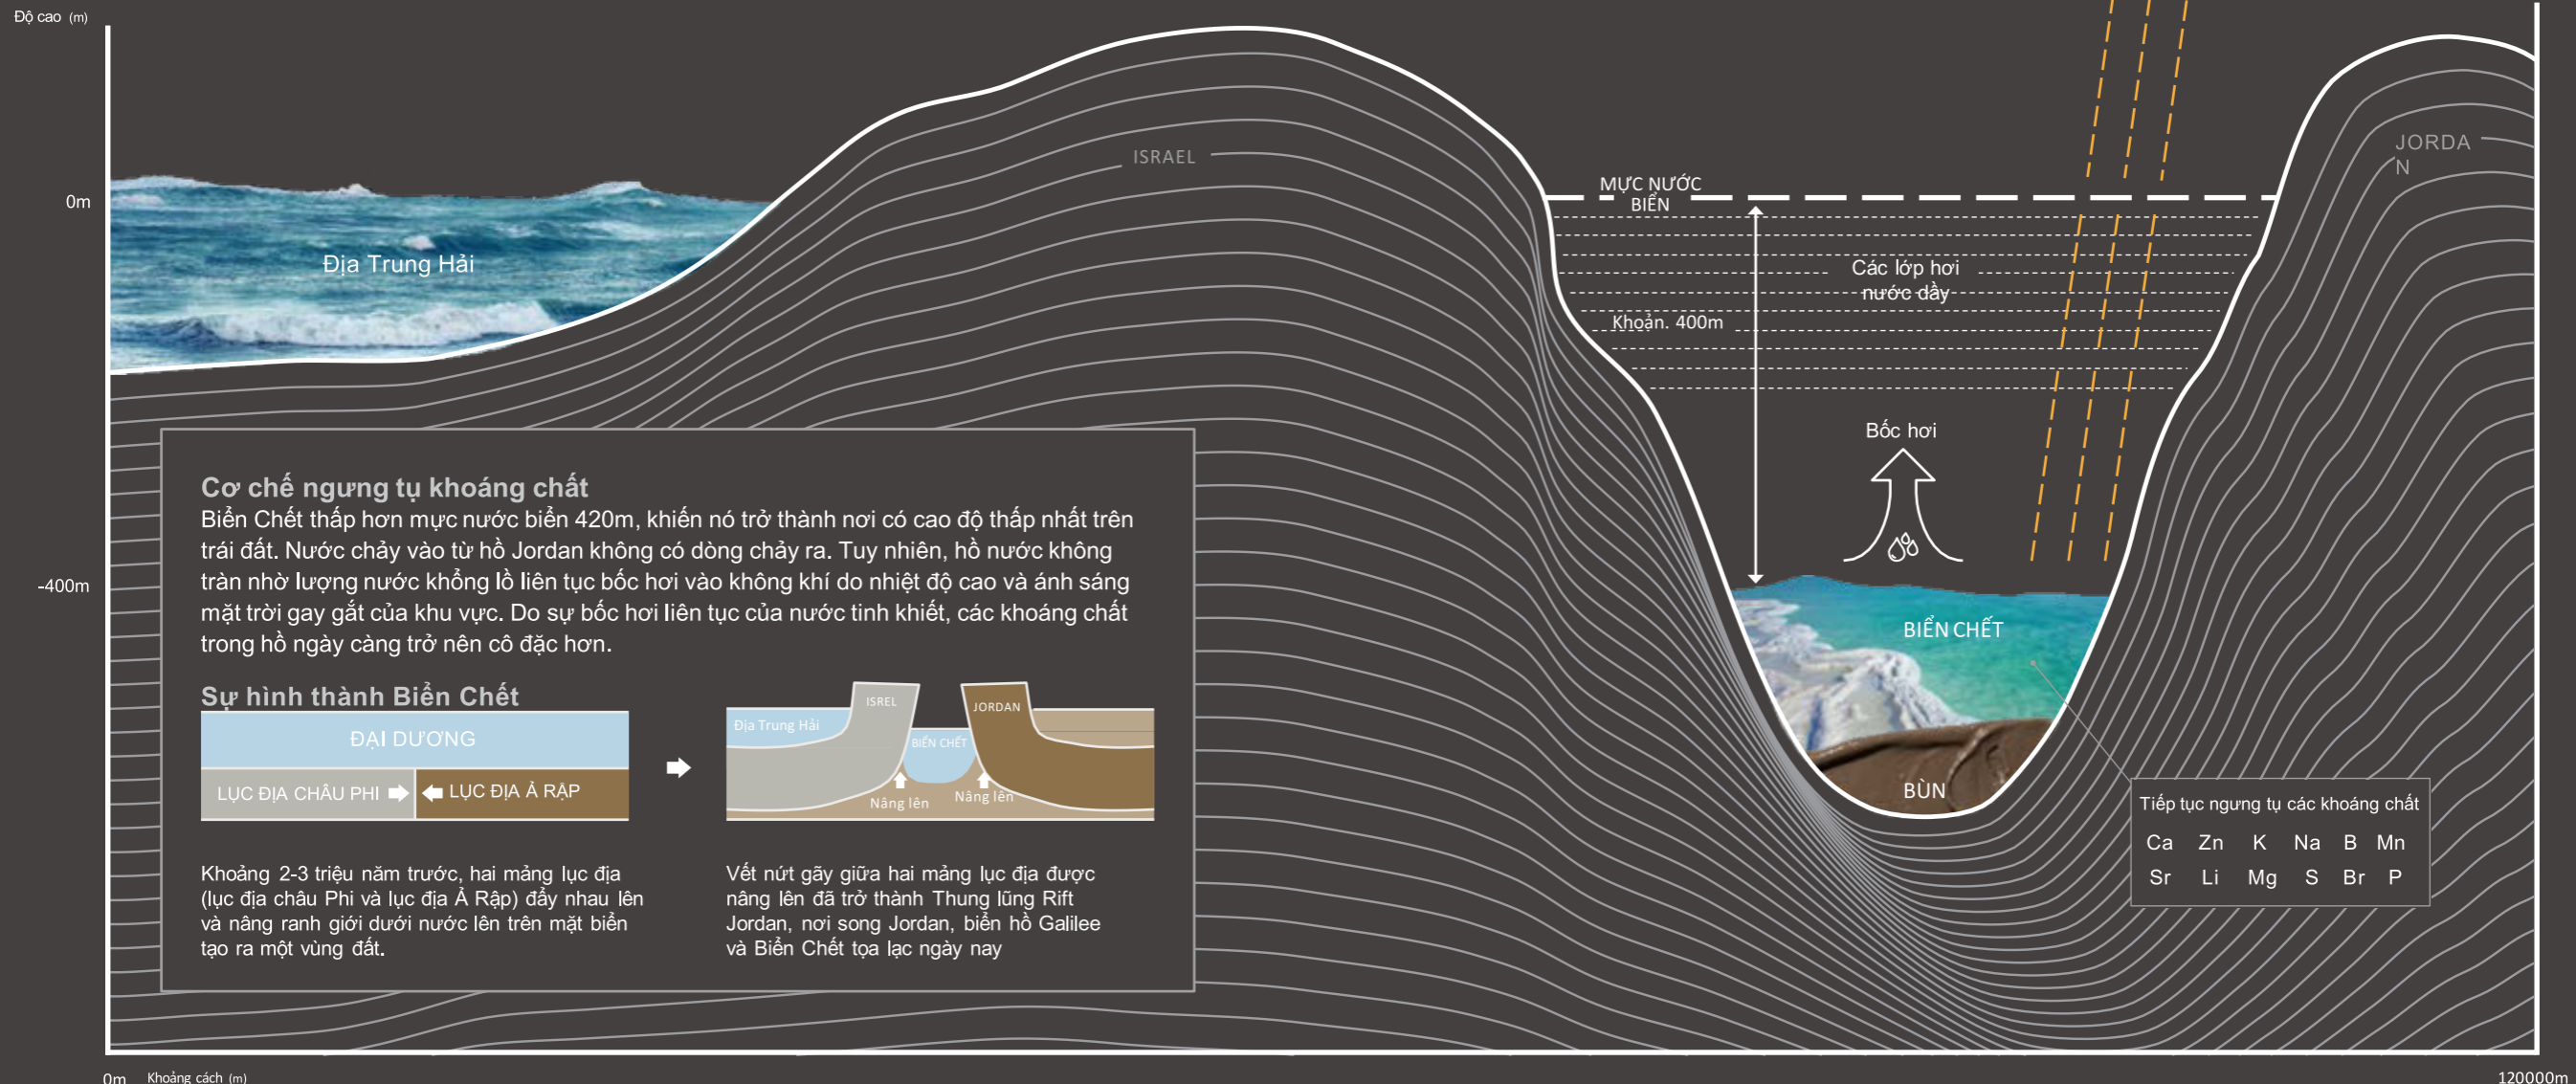 Độ cao (m)
0m
-400m
Địa Trung Hải
ISRAEL
MỰC NƯỚC
BIỂN
JORDA
N
Các lớp hơi
nước dầy
Khoản. 400m
Bốc hơi
BIỂN CHẾT
BÙN
Tiếp tục ngưng tụ các khoáng chất
Ca Zn K Na B Mn
Sr Li Mg S Br P
Cơ chế ngưng tụ khoáng chất
Biển Chết thấp hơn mực nước biển 420m, khiến nó trở thành nơi có cao độ thấp nhất trên
trái đất. Nước chảy vào từ hồ Jordan không có dòng chảy ra. Tuy nhiên, hồ nước không
tràn nhờ lượng nước khổng lồ liên tục bốc hơi vào không khí do nhiệt độ cao và ánh sáng
mặt trời gay gắt của khu vực. Do sự bốc hơi liên tục của nước tinh khiết, các khoáng chất
trong hồ ngày càng trở nên cô đặc hơn.
Sự hình thành Biển Chết
ĐẠI DƯƠNG
LỤC ĐỊA CHÂU PHI
LỤC ĐỊA Ả RẬP
Địa Trung Hải
ISREL
BIỂN CHẾT
JORDAN
Nâng lên
Nâng lên
Khoảng 2-3 triệu năm trước, hai mảng lục địa
(lục địa châu Phi và lục địa Ả Rập) đẩy nhau lên
và nâng ranh giới dưới nước lên trên mặt biển
tạo ra một vùng đất.
Vết nứt gãy giữa hai mảng lục địa được
nâng lên đã trở thành Thung lũng Rift
Jordan, nơi song Jordan, biển hồ Galilee
và Biển Chết tọa lạc ngày nay
0m Khoảng cách (m)
120000m